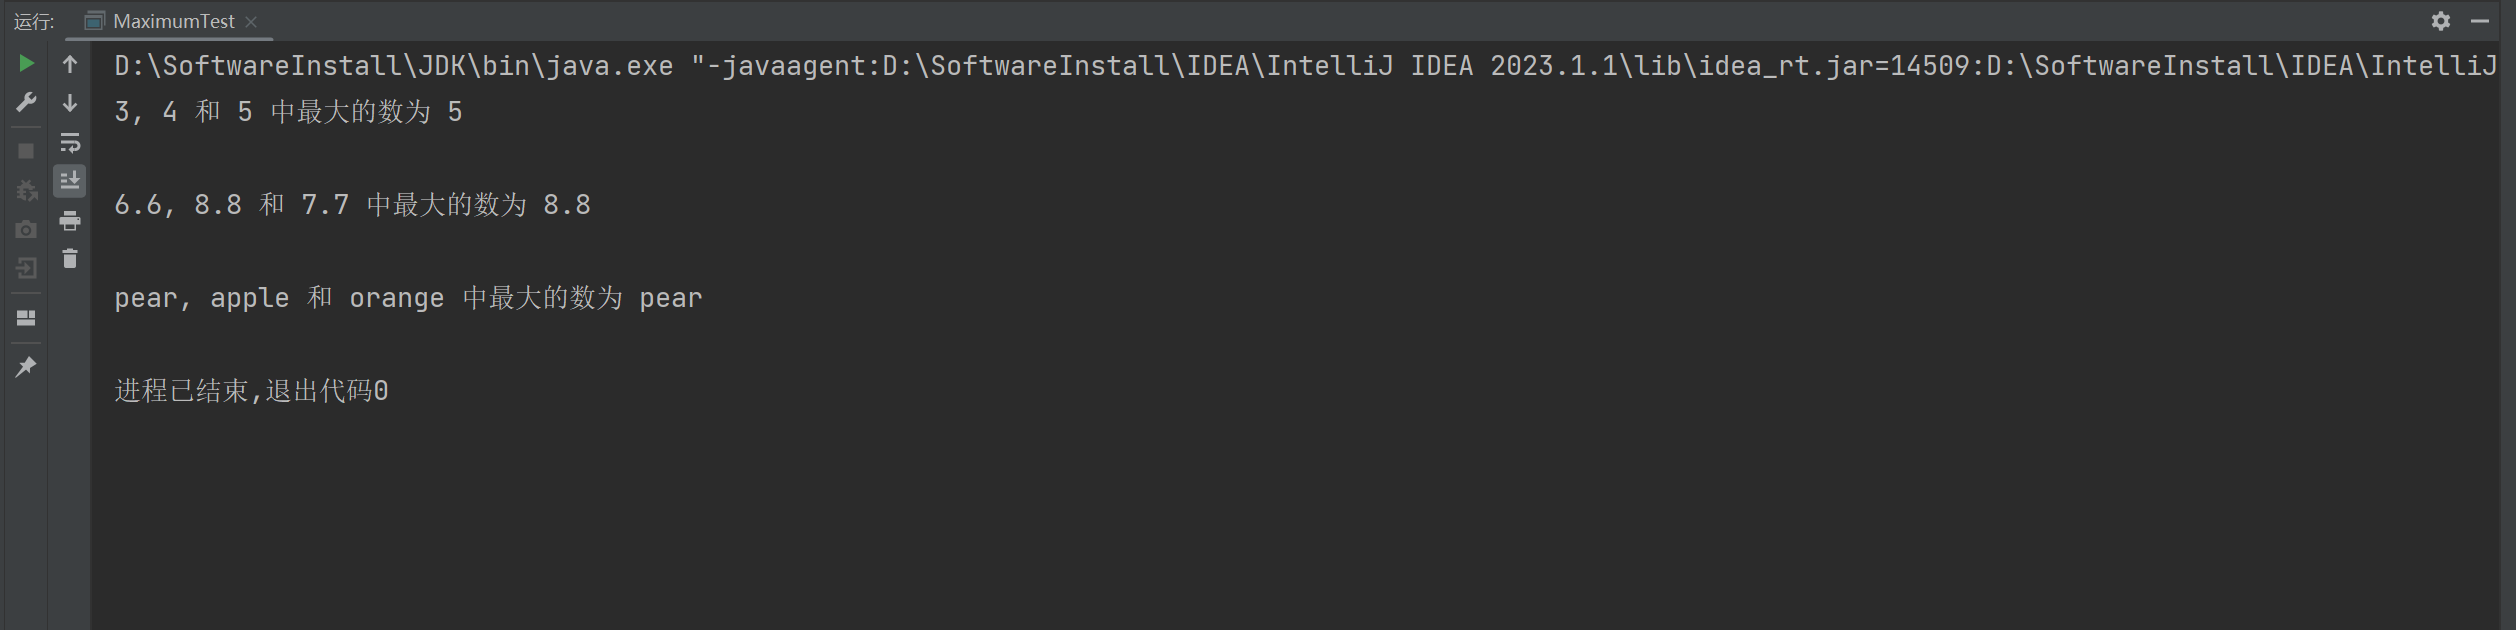 运行: MaximumTest
D:\SoftwareInstall\JDK\bin\java.exe "-javaagent:D:\SoftwareInstall\IDEA\IntelliJ IDEA 2023.1.1\lib\idea_rt.jar=14509:D:\SoftwareInstall\IDEA\IntelliJ
3, 4 和 5 中最大的数为 5
6.6, 8.8 和 7.7 中最大的数为 8.8
pear, apple 和 orange 中最大的数为 pear
进程已结束,退出代码0